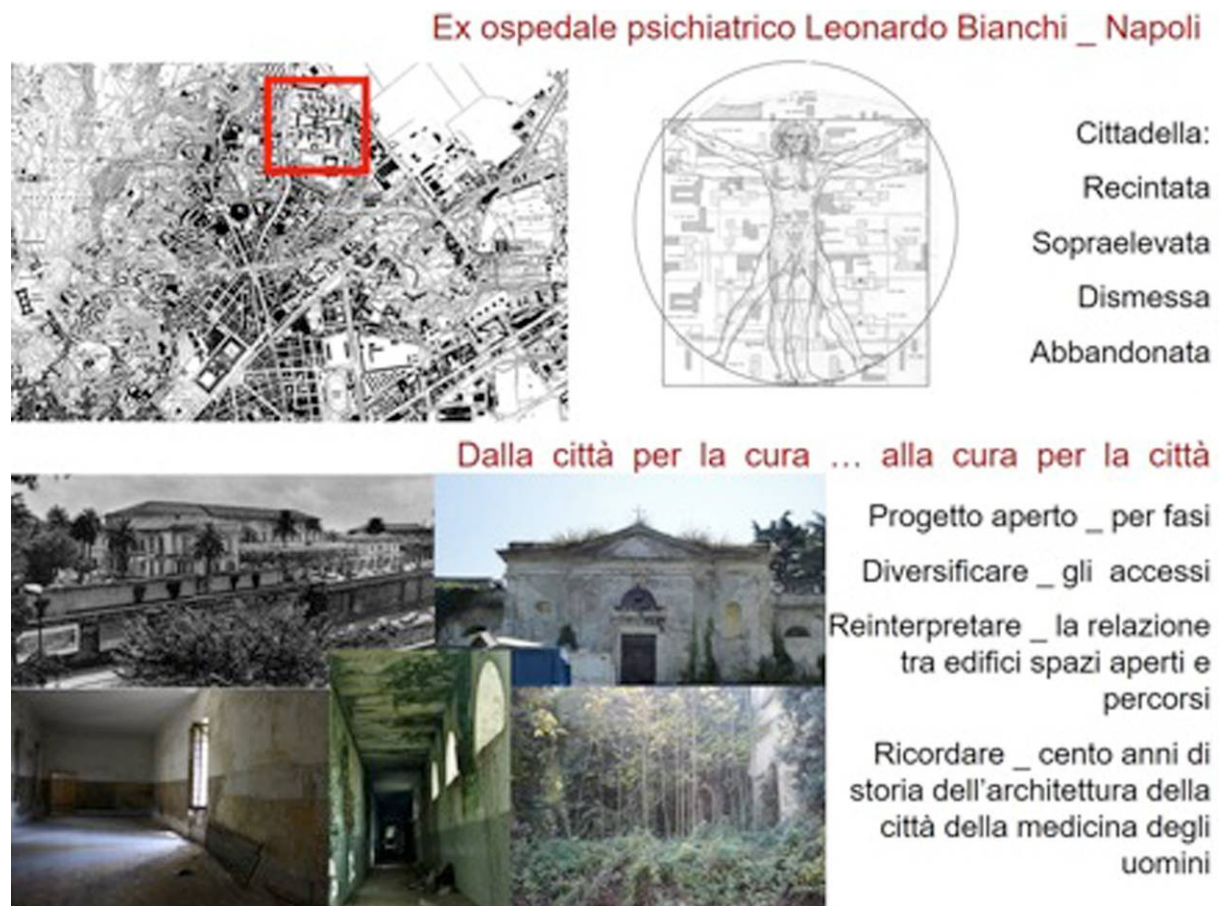 Ex ospedale psichiatrico Leonardo Bianchi _ Napoli
Cittadella:
Recintata
Sopraelevata
Dismessa
Abbandonata
Dalla città per la cura ... alla cura per la città
Progetto aperto _ per fasi
Diversificare _ gli accessi
Reinterpretare _ la relazione
tra edifici spazi aperti e
percorsi
Ricordare _ cento anni di
storia dell'architettura della
città della medicina degli
uomini